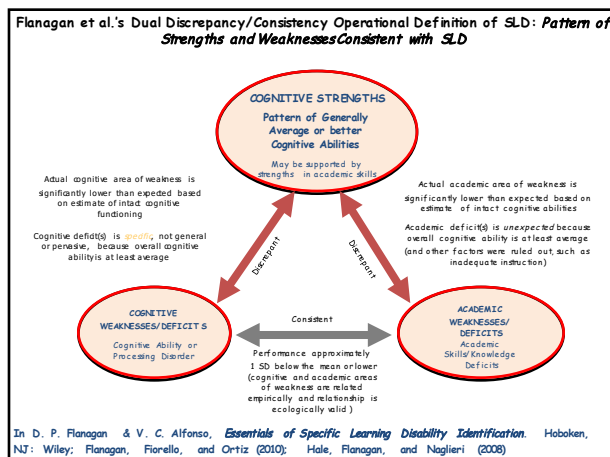 Flanagan et al.'s Dual Discrepancy/Consistency Operational Definition of SLD: Pattern of
Strengths and Weaknesses Consistent with SLD
COGNITIVE STRENGTHS
Pattern of Generally
Average or better
Cognitive Abilities
May be supported by
strengths in academic skills
Actual cognitive area of weakness is
significantly lower than expected based
on estimate of intact cognitive
functioning
Cognitive deficit(s) is specific, not general
or pervasive, because overall cognitive
ability is at least average
Actual academic area of weakness is
significantly lower than expected based on
estimate of intact cognitive abilities
Academic deficit(s) is unexpected because
overall cognitive ability is at least average
(and other factors were ruled out, such as
inadequate instruction)
Discrepant
Discrepant
COGNITIVE
WEAKNESSES/DEFICITS
Cognitive Ability or
Processing Disorder
Consistent
Performance approximately
1 SD below the mean or lower
(cognitive and academic areas
of weakness are related
empirically and relationship is
ecologically valid )
ACADEMIC
WEAKNESSES/
DEFICITS
Academic
Skills/Knowledge
Deficits
In D. P. Flanagan & V. C. Alfonso, Essentials of Specific Learning Disability Identification. Hoboken,
NJ: Wiley; Flanagan, Fiorello, and Ortiz (2010); Hale, Flanagan, and Naglieri (2008)